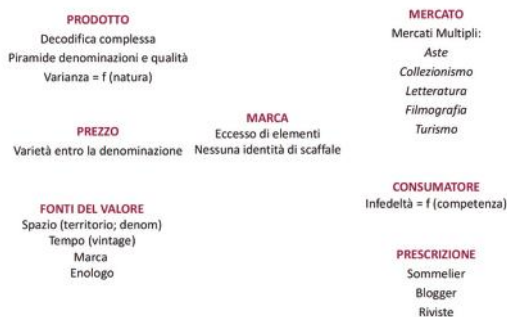 PRODOTTO
Decodifica complessa
Piramide denominazioni e qualità
Varianza = f (natura)
PREZZO
Varietà entro la denominazione
FONTI DEL VALORE
Spazio (territorio; denom)
Tempo (vintage)
Marca
Enologo
MARCA
Eccesso di elementi
Nessuna identità di scaffale
MERCATO
Mercati Multipli:
Aste
Collezionismo
Letteratura
Filmografia
Turismo
CONSUMATORE
Infedeltà = f (competenza)
PRESCRIZIONE
Sommelier
Blogger
Riviste